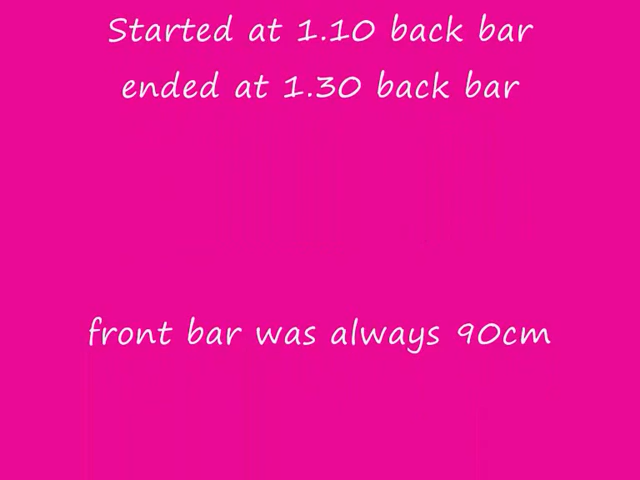 Started at 1.10 back bar
ended at 1.30 back bar
front bar was always 90cm